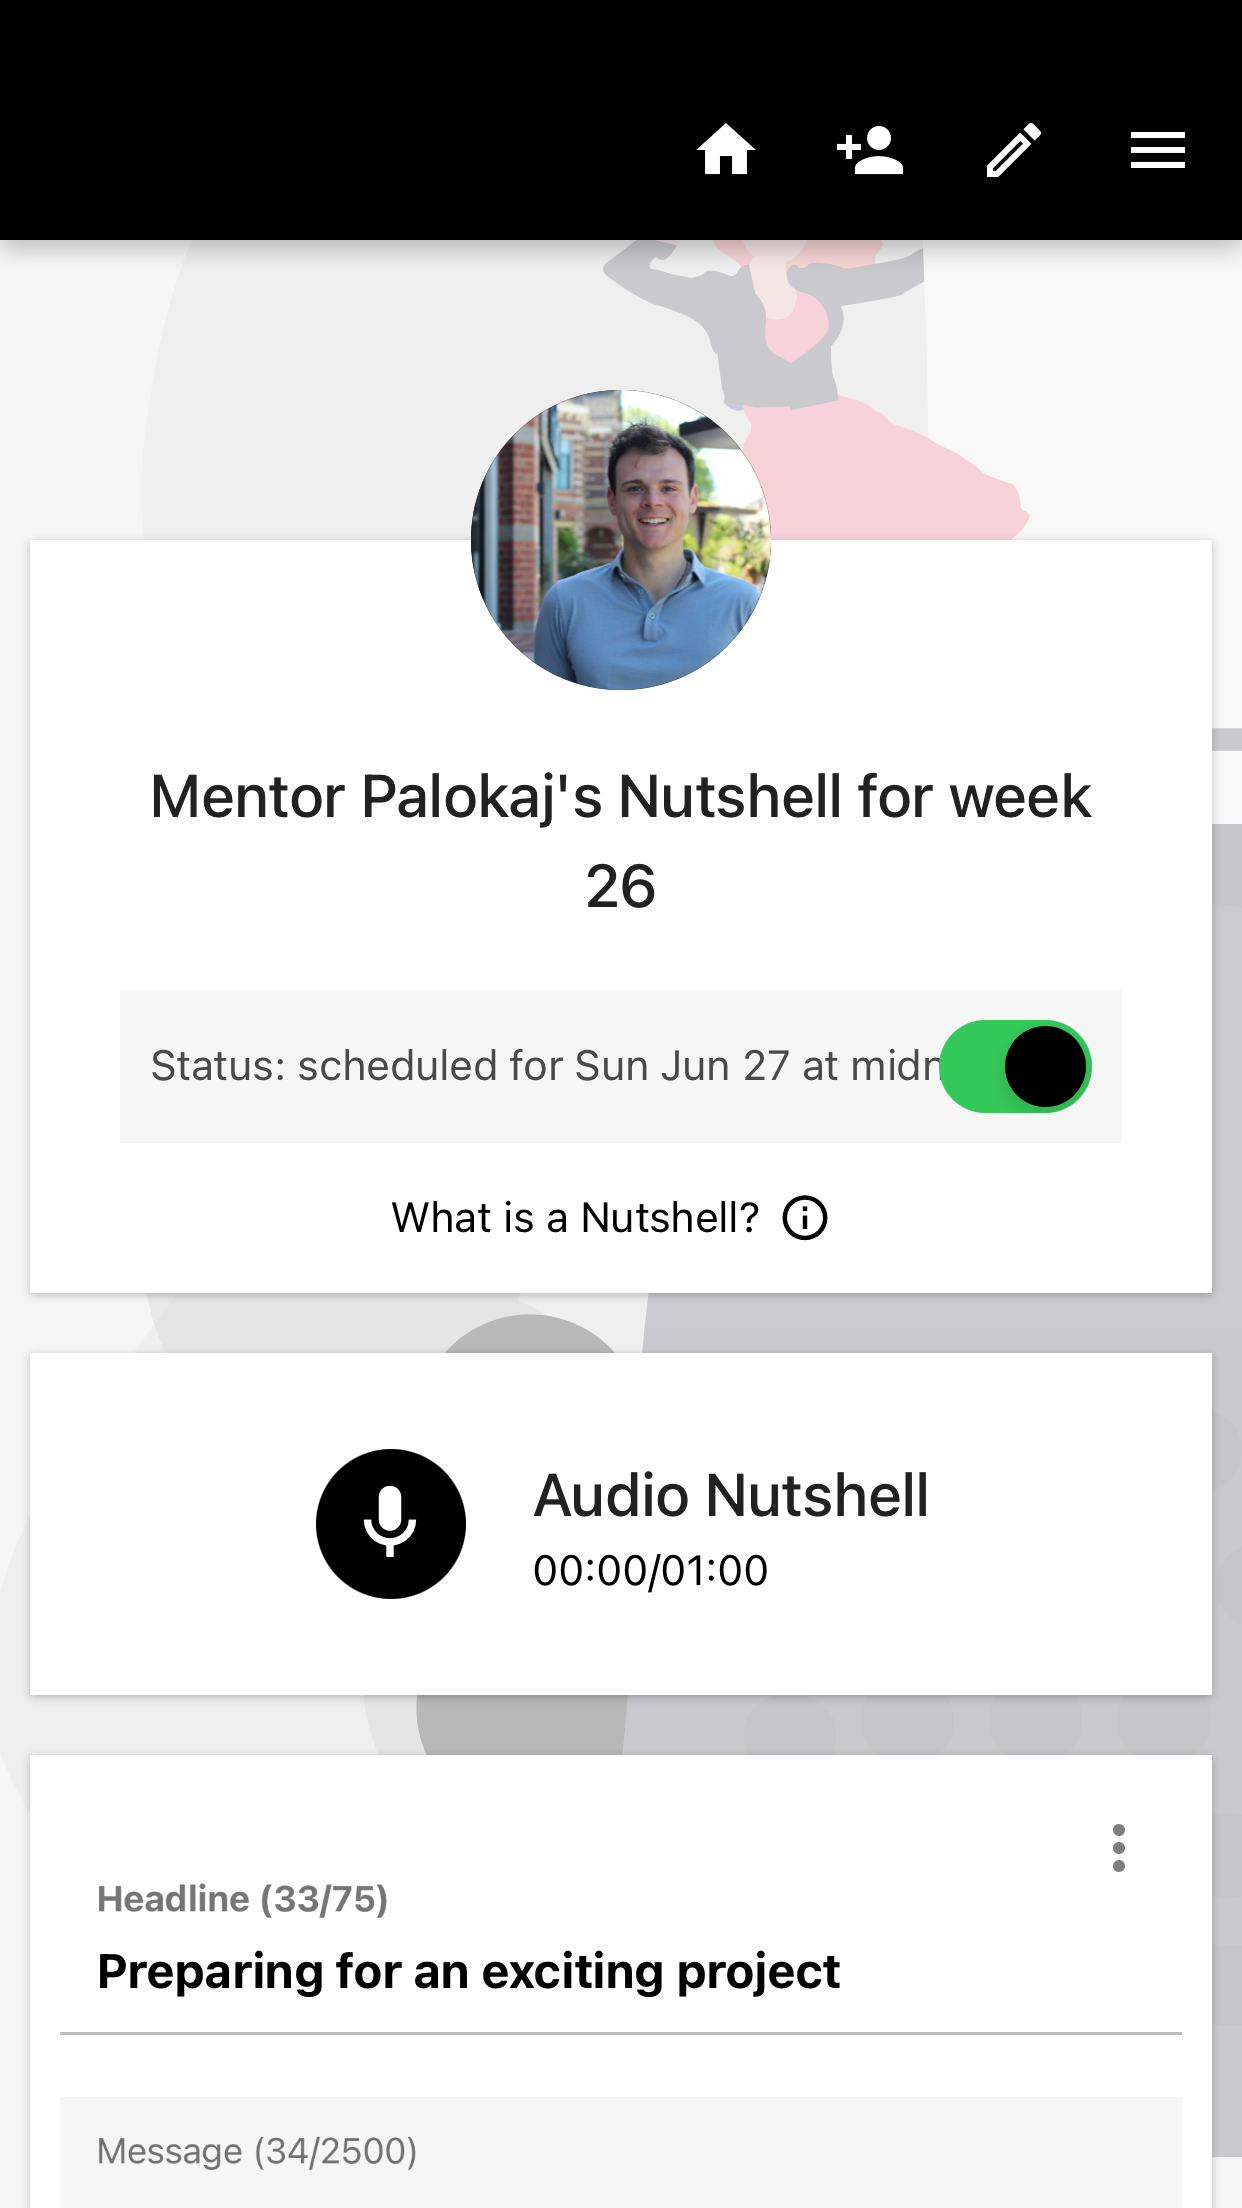 Mentor Palokaj's Nutshell for week
26
Status: scheduled for Sun Jun 27 at
What is a Nutshell?
Audio Nutshell
00:00/01:00
Headline (33/75)
Preparing for an exciting project
Message (34/2500)